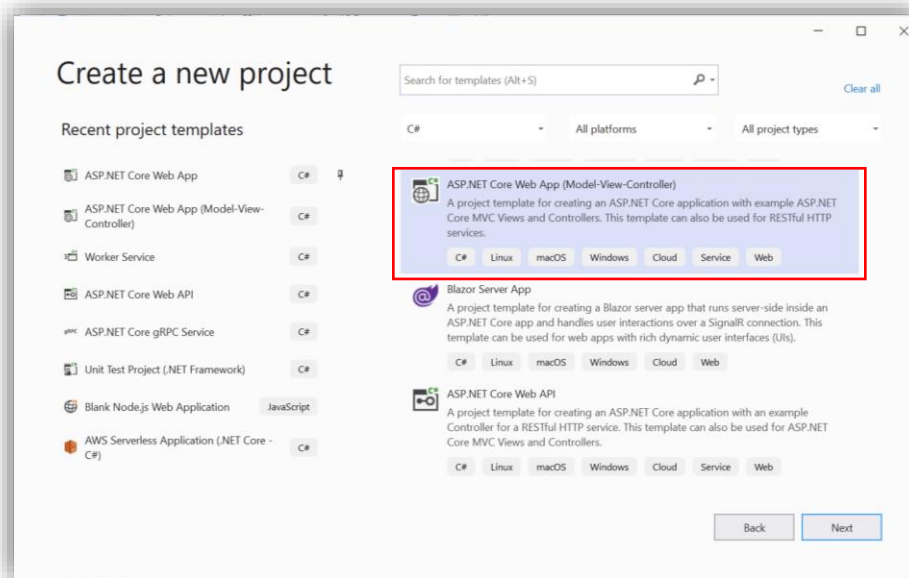 Create a new project
Search for templates (Alt+S)
Clear all
Recent project templates
C#
All platforms
All project types
ASP.NET Core Web App
C#
ASP.NET Core Web App (Model-View-
Controller)
C#
Worker Service
C#
ASP.NET Core Web API
C#
ASP.NET Core gRPC Service
C#
Unit Test Project (.NET Framework)
C#
Blank Node.js Web Application
JavaScript
AWS Serverless Application (.NET Core -
C#)
C#
ASP.NET Core Web App (Model-View-Controller)
A project template for creating an ASP.NET Core application with example ASP.NET
Core MVC Views and Controllers. This template can also be used for RESTful HTTP
services.
C# Linux macOS Windows Cloud Service Web
Blazor Server App
A project template for creating a Blazor server app that runs server-side inside an
ASP.NET Core app and handles user interactions over a SignalR connection. This
template can be used for web apps with rich dynamic user interfaces (UIs).
C# Linux macOS Windows Cloud Web
ASP.NET Core Web API
A project template for creating an ASP.NET Core application with an example
Controller for a RESTful HTTP service. This template can also be used for ASP.NET
Core MVC Views and Controllers.
C# Linux macOS Windows Cloud Service Web
Back
Next